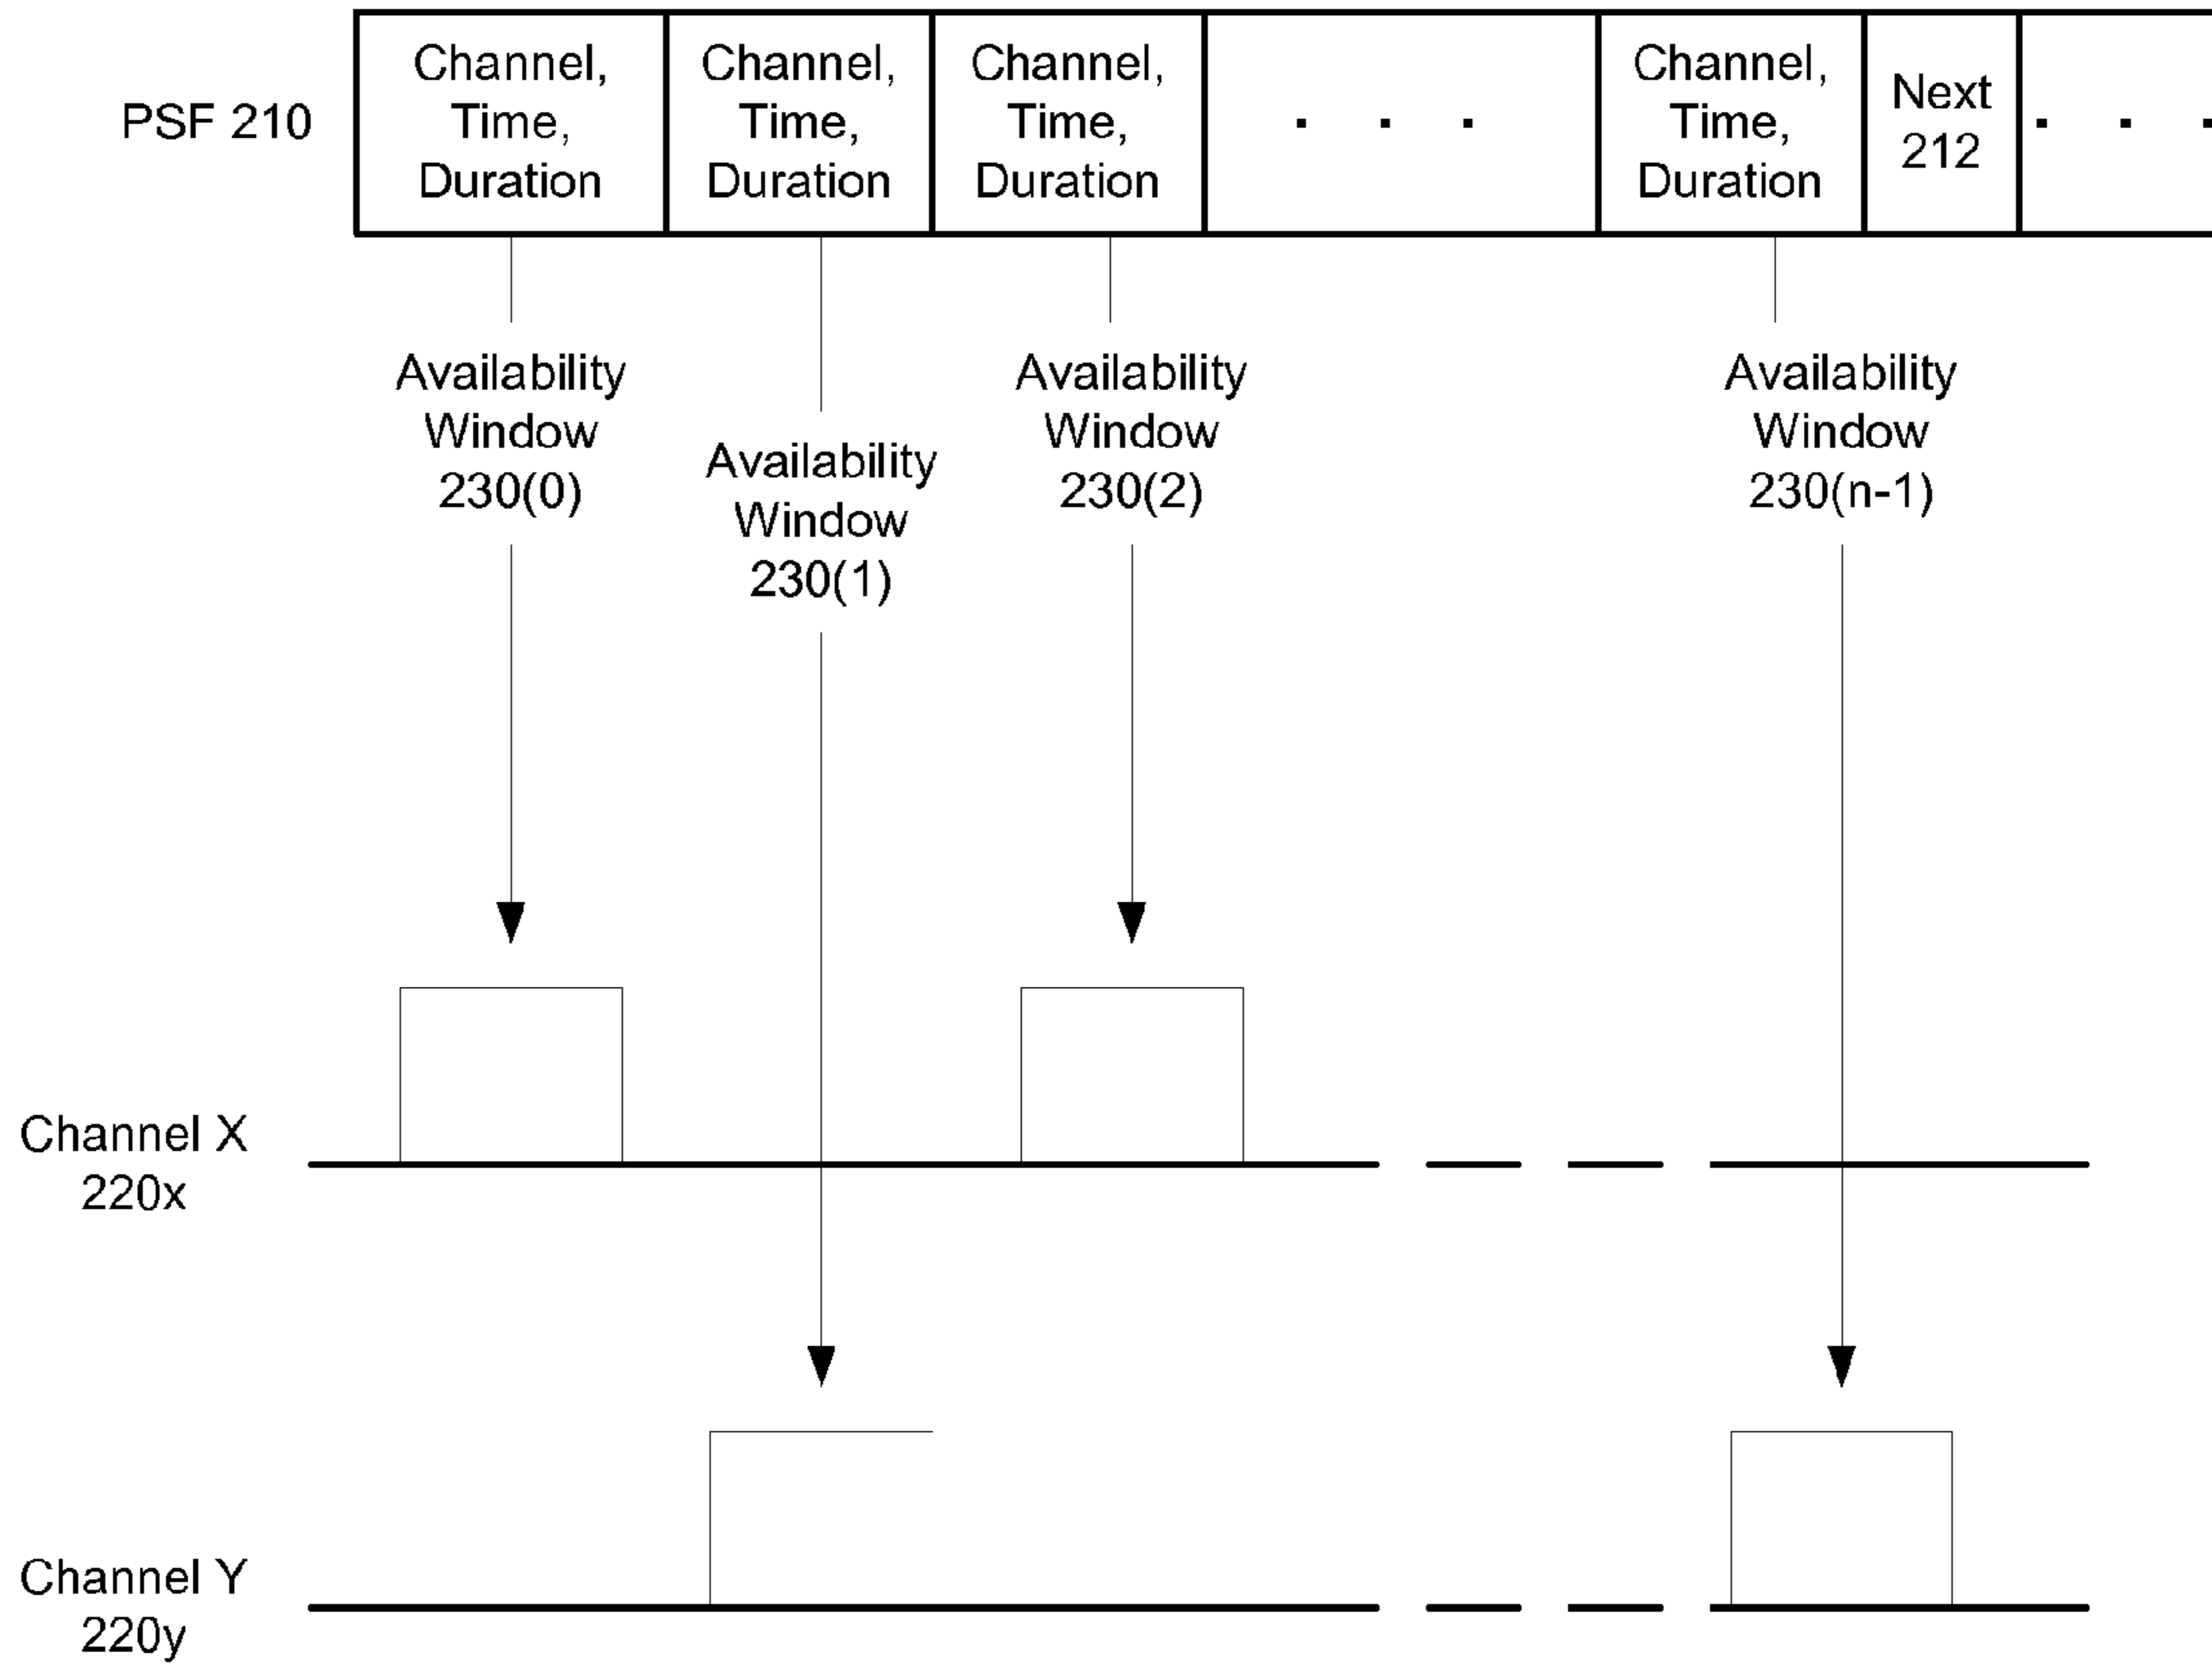 PSF 210
Channel,
Time,
Duration
Channel,
Time,
Duration
Channel,
Time,
Duration
. . .
Channel,
Time,
Duration
Next
212
. . .
Availability
Window
230(0)
Availability
Window
230(1)
Availability
Window
230(2)
Availability
Window
230(n-1)
Channel X
220x
Channel Y
220y